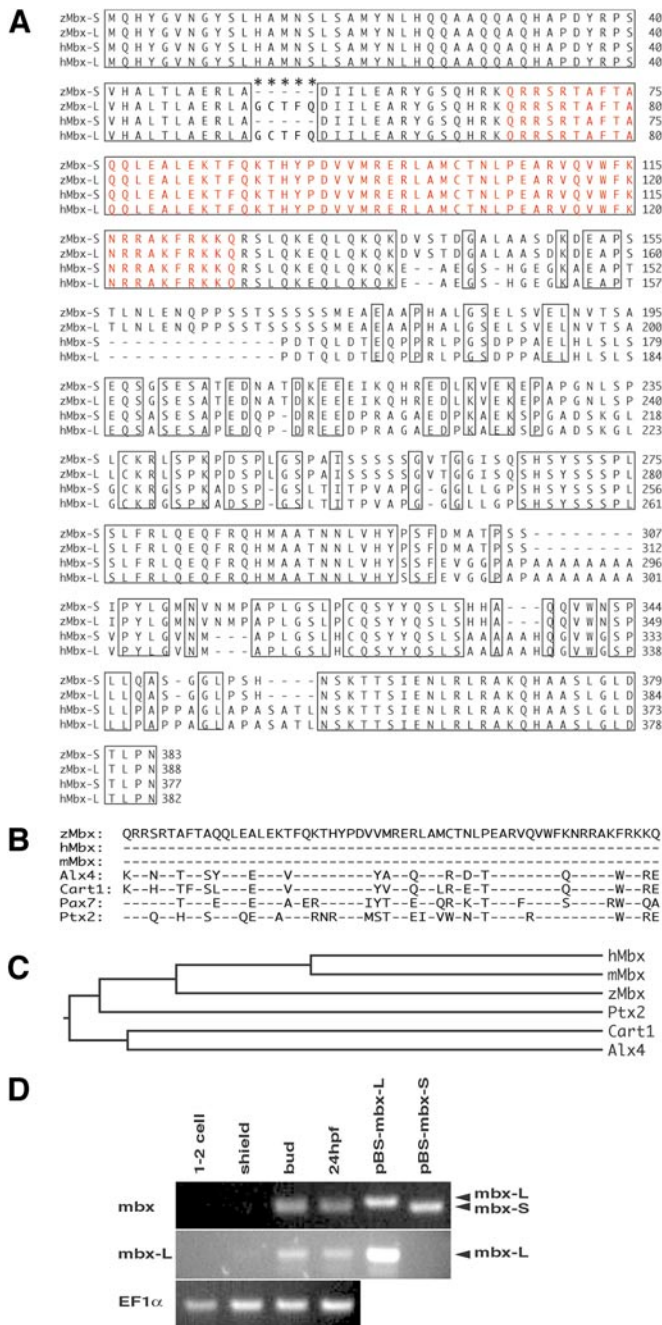 A
* * * * *
zMbx-S M Q H Y G V N G Y S L H A M N S L S A M Y N L H Q Q A A Q Q A Q H A P D Y R P S 40
zMbx-L M Q H Y G V N G Y S L H A M N S L S A M Y N L H Q Q A A Q Q A Q H A P D Y R P S 40
hMbx-S M Q H Y G V N G Y S L H A M N S L S A M Y N L H Q Q A A Q Q A Q H A P D Y R P S 40
hMbx-L M Q H Y G V N G Y S L H A M N S L S A M Y N L H Q Q A A Q Q A Q H A P D Y R P S 40
zMbx-S V H A L T L A E R L A - - - - - D I I L E A R Y G S Q H R K Q R R S R T A F T A 75
zMbx-L V H A L T L A E R L A G C T F Q D I I L E A R Y G S Q H R K Q R R S R T A F T A 80
hMbx-S V H A L T L A E R L A - - - - - D I I L E A R Y G S Q H R K Q R R S R T A F T A 75
hMbx-L V H A L T L A E R L A G C T F Q D I I L E A R Y G S Q H R K Q R R S R T A F T A 80
zMbx-S Q Q L E A L E K T F Q K T H Y P D V V M R E R L A M C T N L P E A R V Q V W F K 115
zMbx-L Q Q L E A L E K T F Q K T H Y P D V V M R E R L A M C T N L P E A R V Q V W F K 120
hMbx-S Q Q L E A L E K T F Q K T H Y P D V V M R E R L A M C T N L P E A R V Q V W F K 115
hMbx-L Q Q L E A L E K T F Q K T H Y P D V V M R E R L A M C T N L P E A R V Q V W F K 120
zMbx-S N R R A K F R K K Q R S L Q K E Q L Q K Q K D V S T D G A L A A S D K D E A P S 155
zMbx-L N R R A K F R K K Q R S L Q K E Q L Q K Q K D V S T D G A L A A S D K D E A P S 160
hMbx-S N R R A K F R K K Q R S L Q K E Q L Q K Q K E - - A E G S - H G E G K A E A P T 152
hMbx-L N R R A K F R K K Q R S L Q K E Q L Q K Q K E - - A E G S - H G E G K A E A P T 157
zMbx-S S T L N L E N Q P P S S T S S S S M E A E A A P H A L G S E L S V E L N V T S A 195
zMbx-L S T L N L E N Q P P S S T S S S S M E A E A A P H A L G S E L S V E L N V T S A 200
hMbx-S - - - - - - - - - - - - - P D T Q L D T E Q P P R L P G S D P P A E L H L S L S 179
hMbx-L - - - - - - - - - - - - - P D T Q L D T E Q P P R L P G S D P P A E L H L S L S 184
zMbx-S E Q S G S E S A T E D N A T D K E E E I K Q H R E D L K V E K E P A P G N L S P 235
zMbx-L E Q S G S E S A T E D N A T D K E E E I K Q H R E D L K V E K E P A P G N L S P 240
hMbx-S E Q S A S E S A P E D Q P - D R E E D P R A G A E D P K A E K S P G A D S K G L 218
hMbx-L E Q S A S E S A P E D Q P - D R E E D P R A G A E D P K A E K S P G A D S K G L 223
zMbx-S L C K R L S P K P D S P L G S P A I S S S S S G V T G G I S Q S H S Y S S S P L 275
zMbx-L L C K R L S P K P D S P L G S P A I S S S S S G V T G G I S Q S H S Y S S S P L 280
hMbx-S G C K R G S P K A D S P - G S L T I T P V A P G - G G L L G P S H S Y S S S P L 256
hMbx-L G C K R G S P K A D S P - G S L T I T P V A P G - G G L L G P S H S Y S S S P L 261
zMbx-S S L F R L Q E Q F R Q H M A A T N N L V H Y P S F D M A T P S S - - - - - - - - 307
zMbx-L S L F R L Q E Q F R Q H M A A T N N L V H Y P S F D M A T P S S - - - - - - - - 312
hMbx-S S L F R L Q E Q F R Q H M A A T N N L V H Y S S F E V G G P A P A A A A A A A A 296
hMbx-L S L F R L Q E Q F R Q H M A A T N N L V H Y S S F E V G G P A P A A A A A A A A 301
zMbx-S I P Y L G M N V N M P A P L G S L P C Q S Y Y Q S L S H H A - - - Q Q V W N S P 344
zMbx-L I P Y L G M N V N M P A P L G S L P C Q S Y Y Q S L S H H A - - - Q Q V W N S P 349
hMbx-S V P Y L G V N M - - - A P L G S L H C Q S Y Y Q S L S A A A A A H Q G V W G S P 333
hMbx-L V P Y L G V N M - - - A P L G S L H C Q S Y Y Q S L S A A A A A H Q G V W G S P 338
zMbx-S L L Q A S - G G L P S H - - - - N S K T T S I E N L R L R A K Q H A A S L G L D 379
zMbx-L L L Q A S - G G L P S H - - - - N S K T T S I E N L R L R A K Q H A A S L G L D 384
hMbx-S L L P A P P A G L A P A S A T L N S K T T S I E N L R L R A K Q H A A S L G L D 373
hMbx-L L L P A P P A G L A P A S A T L N S K T T S I E N L R L R A K Q H A A S L G L D 378
zMbx-S T L P N 383
zMbx-L T L P N 388
hMbx-S T L P N 377
hMbx-L T L P N 382
B
zMbx: QRRSRTAFTAQQLEALEKTFQKTHYPDVVMRERLAMCTNLPEARVQVWFKNRRAKFRKKQ
hMbx: ------------------------------------------------------------
mMbx: ------------------------------------------------------------
Alx4: K--N--T--SY---E--V--------YA--Q---R-D-T--------Q-----W--RE
Cart1: K--H--TF-SL---E--V--------YV--Q---LR-E-T--------Q-----W--RE
Pax7: ------T---E---E--A-ER-----IYT--E--QR-K-T---F----S---RW-QA
Ptx2: ---Q--H--S---QE---A---RNR--MST--EI-VW-N-T----R--------W--RE
C
hMbx
mMbx
zMbx
Ptx2
Cart1
Alx4
D
1-2 cell
shield
bud
24hpf
pBS-mbx-L
pBS-mbx-S
mbx
mbx-L
mbx-S
mbx-L
mbx-L
EF1α